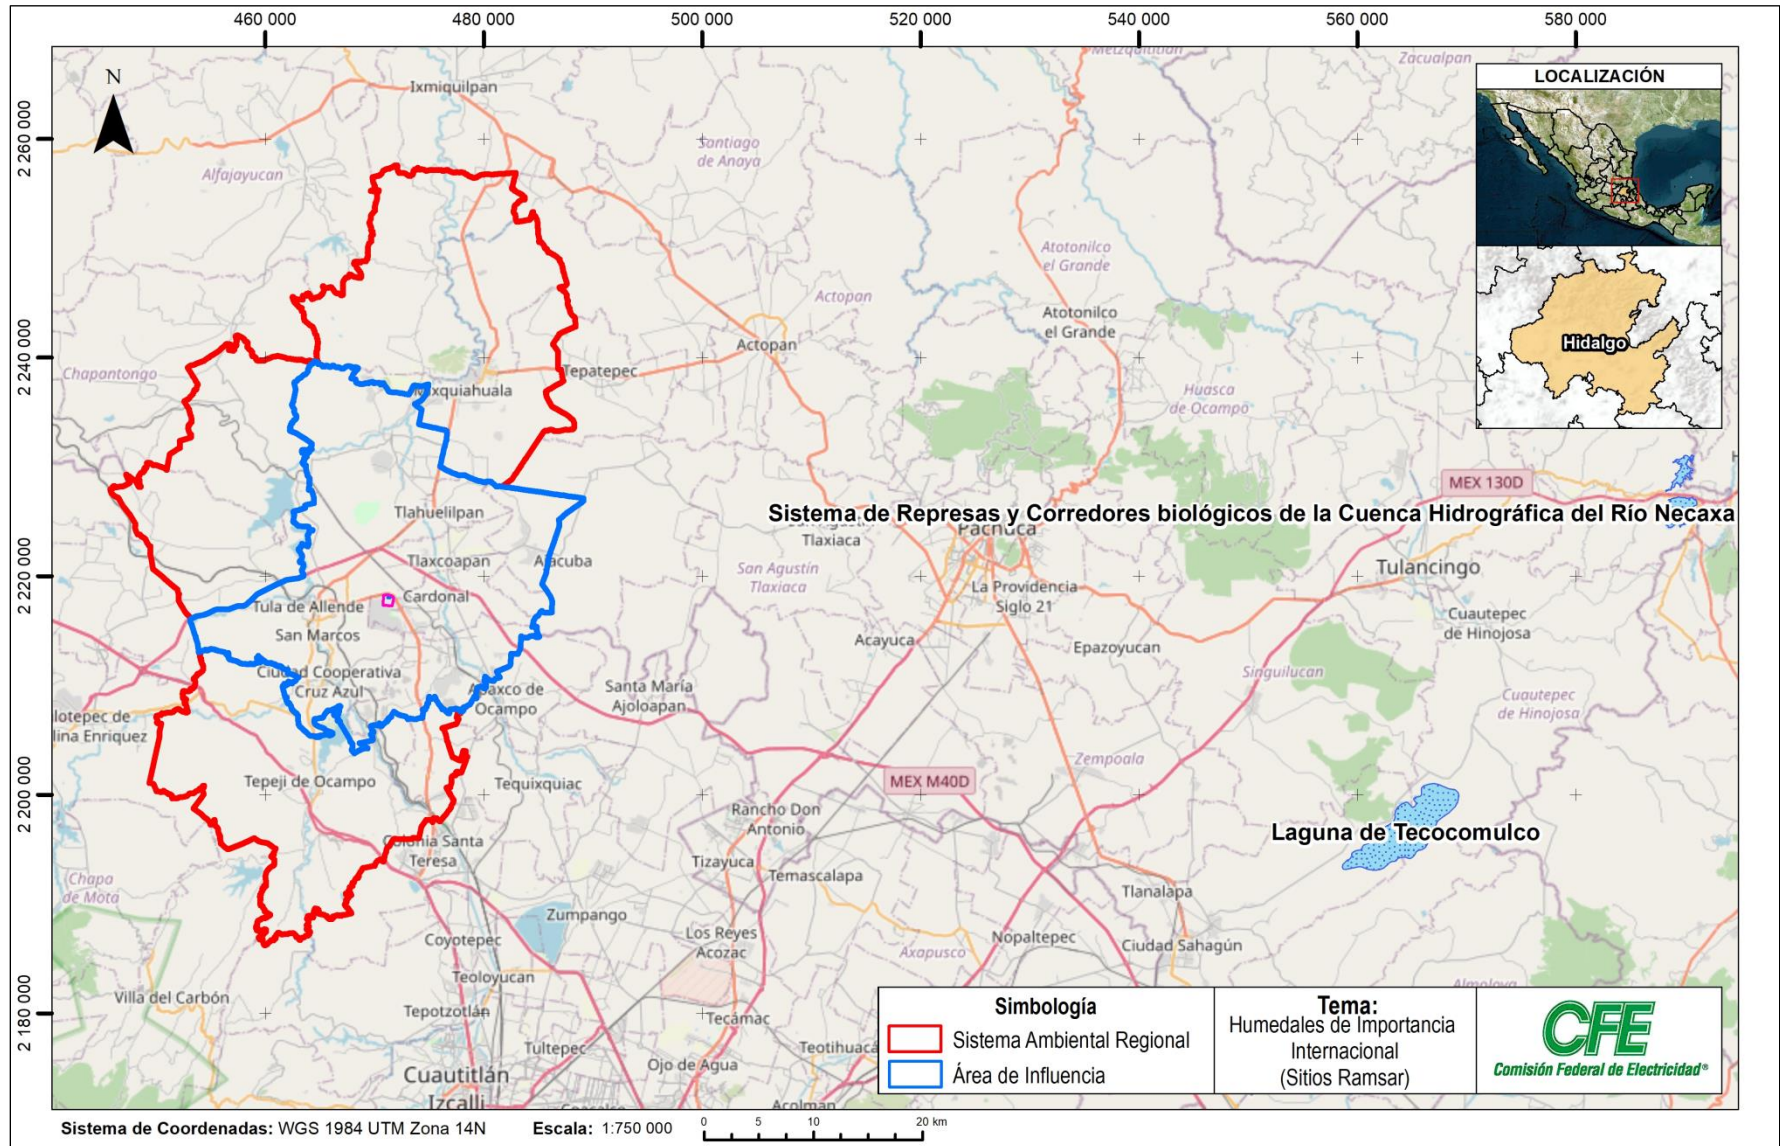 460 000
480 000
500 000
520 000
540 000
560 000
580 000
2 260 000
2 240 000
2 220 000
2 200 000
2 180 000
N
Ixmiquilpan
Metzquititlán
Zacualpan
Santiago
de Anaya
Alfajayucan
Atotonilco
el Grande
Actopan
Atotonilco
el Grande
Actopan
Chapantongo
Tepatepec
Mixquiahuala
Huasca
de Ocampo
MEX 130D
Tlahuelilpan
Sistema de Represas y Corredores biológicos de la Cuenca Hidrográfica del Río Necaxa
Tlaxiaca
Pachuca
Tlaxcoapan
Ajacuba
San Agustín
Tlaxiaca
Tulancingo
La Providencia
Siglo 21
Cardonal
Tula de Allende
San Marcos
Cuautepec
de Hinojosa
Acayuca
Epazoyucan
Ciudad Cooperativa
Cruz Azul
Singuilucan
Apaxco de
Ocampo
Santa María
Ajoloapan
Cuautepec
de Hinojosa
lotepec de
lina Enriquez
Zempoala
Tepeji de Ocampo
Tequixquiac
MEX M40D
Rancho Don
Antonio
Laguna de Tecocomulco
Colonia Santa
Teresa
Tizayuca
Temascalapa
Chapa
de Mota
Tlanalapa
Zumpango
Los Reyes
Acozac
Coyotepec
Nopaltepec
Ciudad Sahagún
Axapusco
Teoloyucan
Almoloya
Villa del Carbón
Tepotzotlán
Tecámac
Tultepec
Teotihuacá
Ojo de Agua
Cuautitlán
Izcalli
Coacalco
Acolman
LOCALIZACIÓN
Hidalgo
Simbología
Sistema Ambiental Regional
Área de Influencia
Tema:
Humedales de Importancia
Internacional
(Sitios Ramsar)
CFE
Comisión Federal de Electricidad®
Sistema de Coordenadas: WGS 1984 UTM Zona 14N
Escala: 1:750 000
0 5 10 20 km